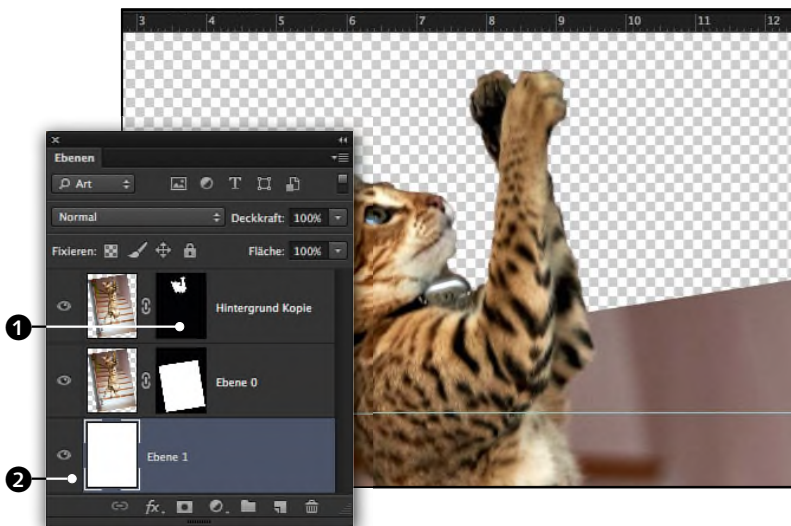 3 4 5 6 7 8 9 10 11 12
Ebenen
Art
T
Normal Deckkraft: 100%
Fixieren: Fläche: 100%
1
Hintergrund Kopie
Ebene 0
2
Ebene 1
fx.